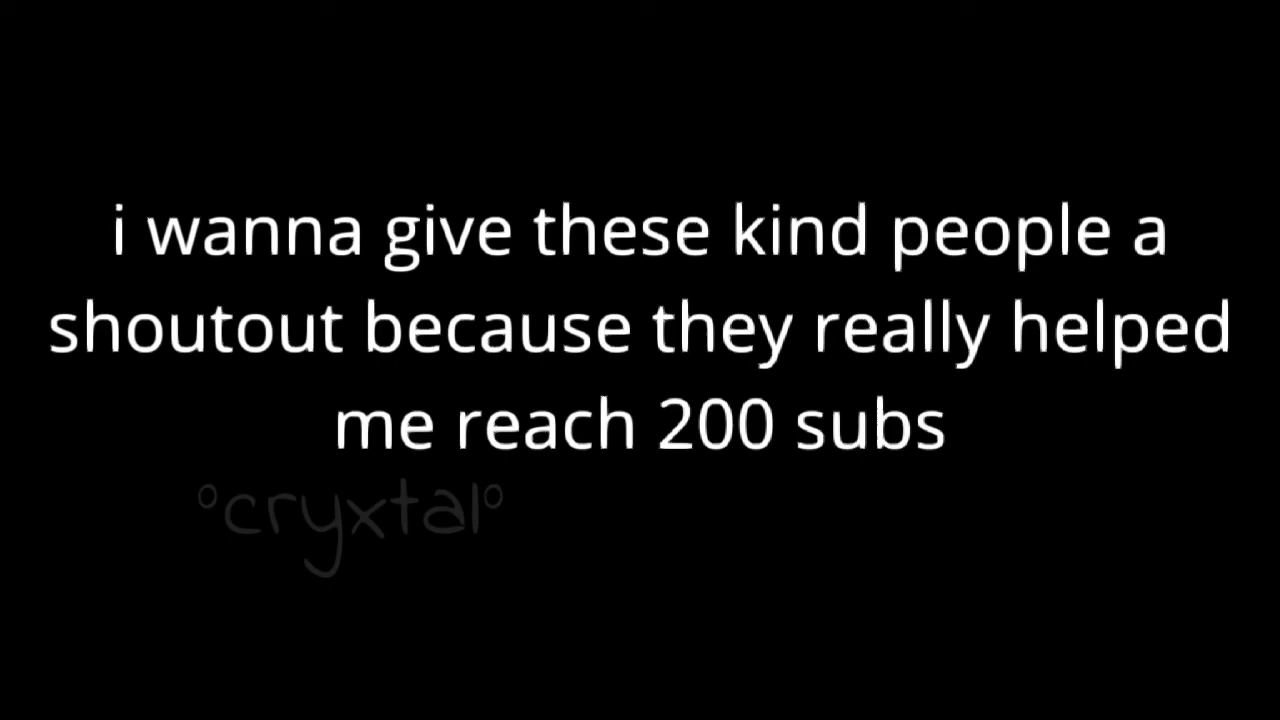 i wanna give these kind people a
shoutout because they really helped
me reach 200 subs
°cryxtal°